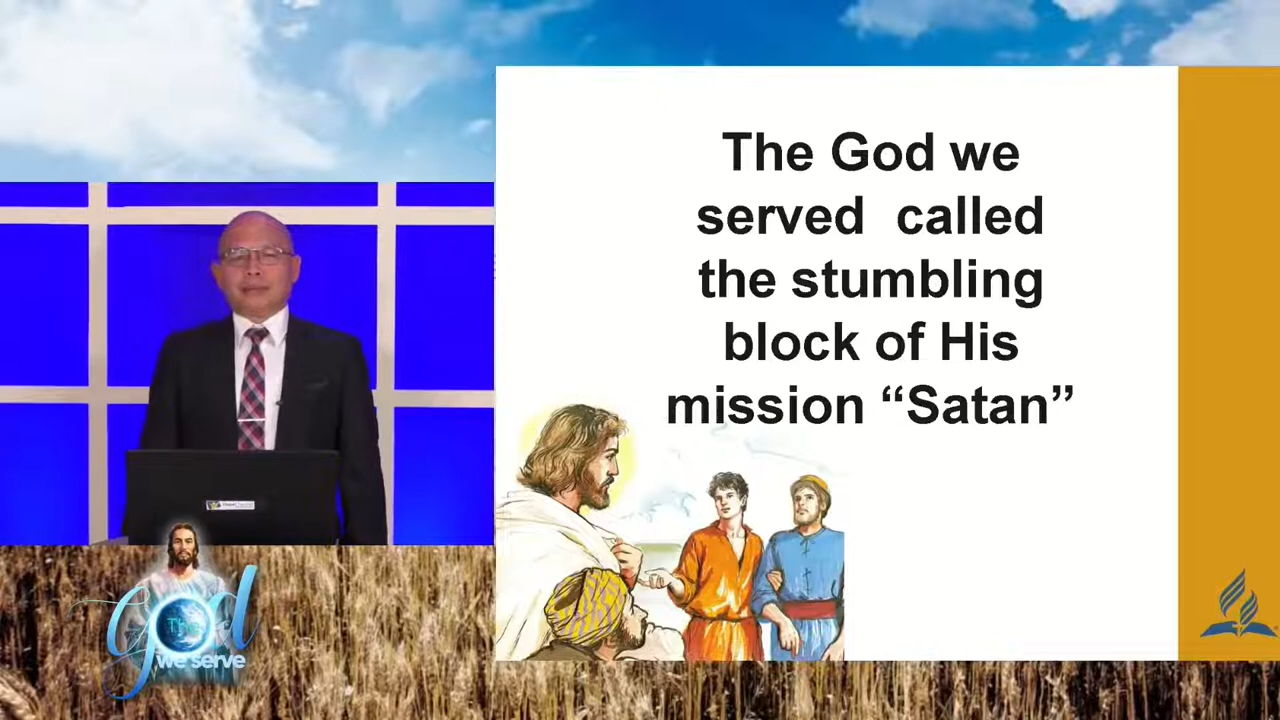 The God we
served called
the stumbling
block of His
mission “Satan”
The
God
we serve